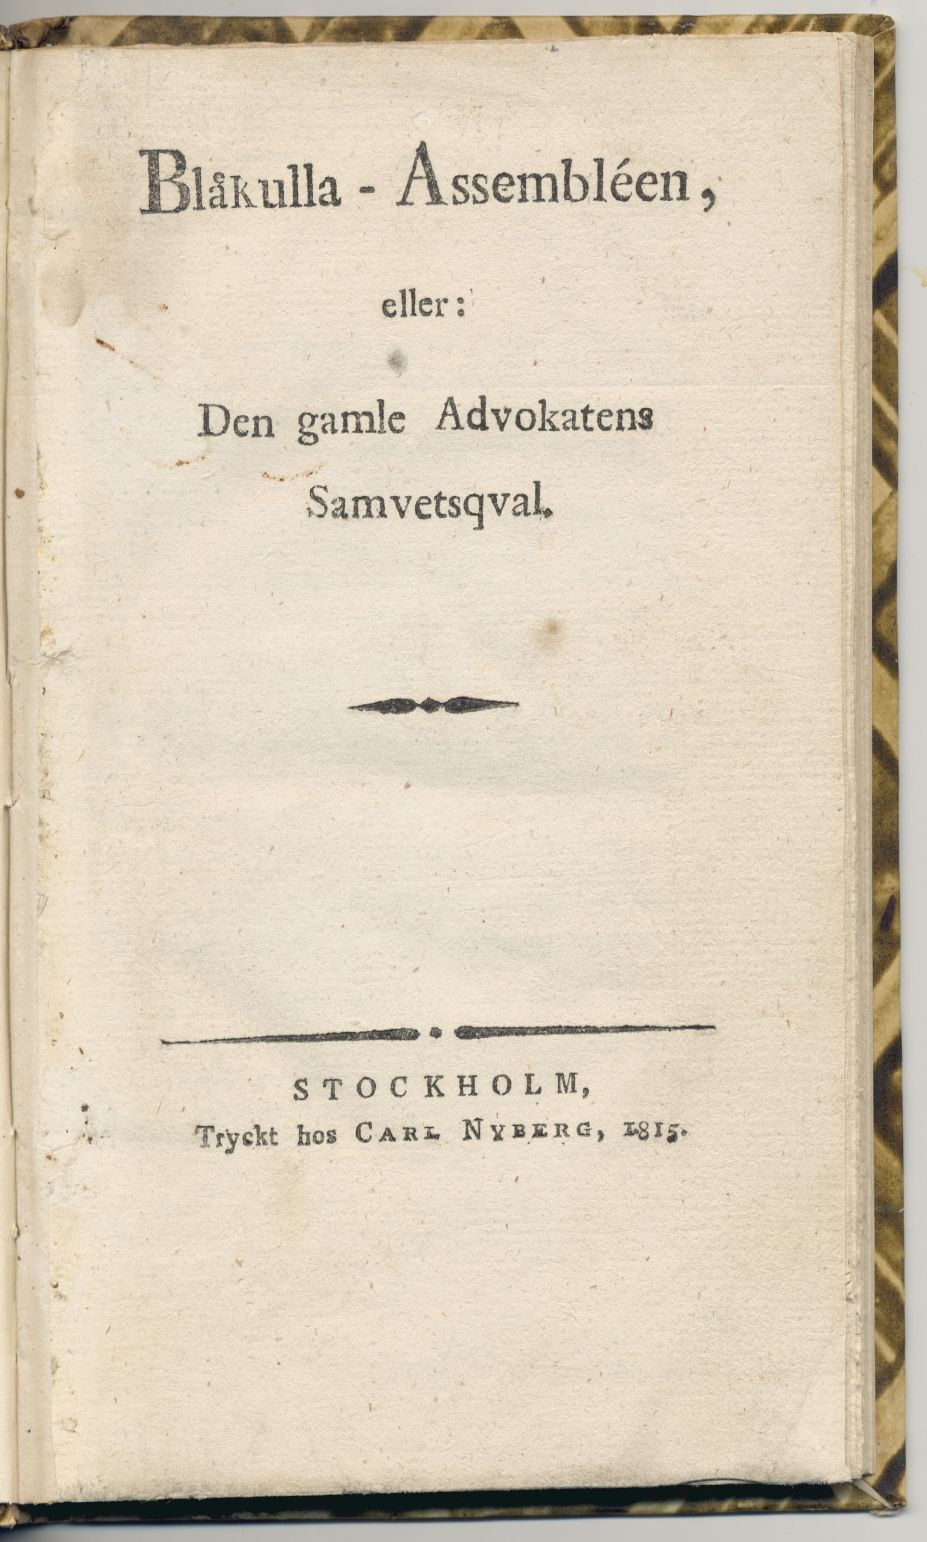 Blåkulla - Assembléen,
eller:
Den gamle Advokatens
Samvetsqval.
STOCKHOLM,
Tryckt hos CARL NYBERG, 1815.